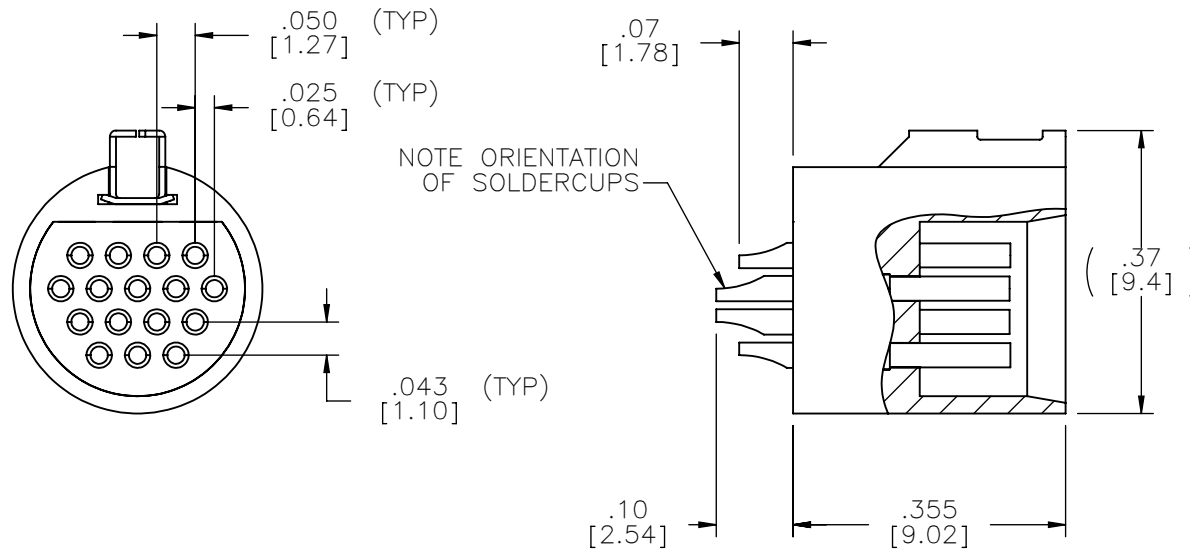 .050 (TYP)
[1.27]
.025 (TYP)
[0.64]
.07
[1.78]
NOTE ORIENTATION
OF SOLDERCUPS
( .37 )
[9.4]
.043 (TYP)
[1.10]
.10
[2.54]
.355
[9.02]